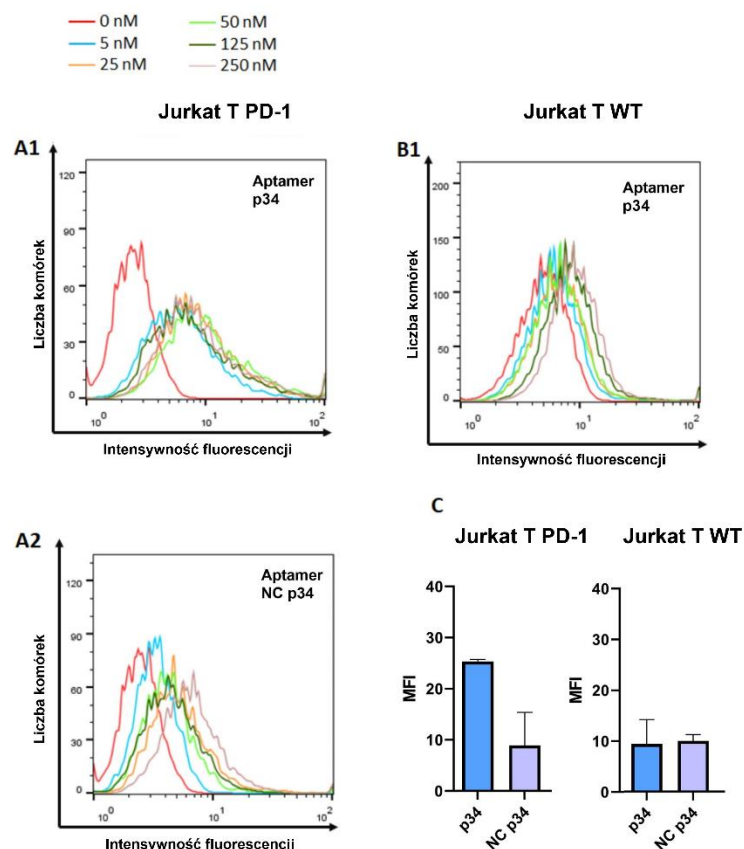 0 nM 50 nM
5 nM 125 nM
25 nM 250 nM
Jurkat T PD-1 Jurkat T WT
A1 B1
Aptamer
p34
120
90
60
30
0
10⁰ 10¹ 10²
Liczba komórek
Intensywność fluorescencji
Aptamer
p34
200
150
100
50
0
10⁰ 10¹ 10²
Liczba komórek
Intensywność fluorescencji
A2
Aptamer
NC p34
120
90
60
30
0
10⁰ 10¹ 10²
Liczba komórek
Intensywność fluorescencji
C
Jurkat T PD-1 Jurkat T WT
40
30
20
10
0
MFI
p34 NC p34
40
30
20
10
0
MFI
p34 NC p34